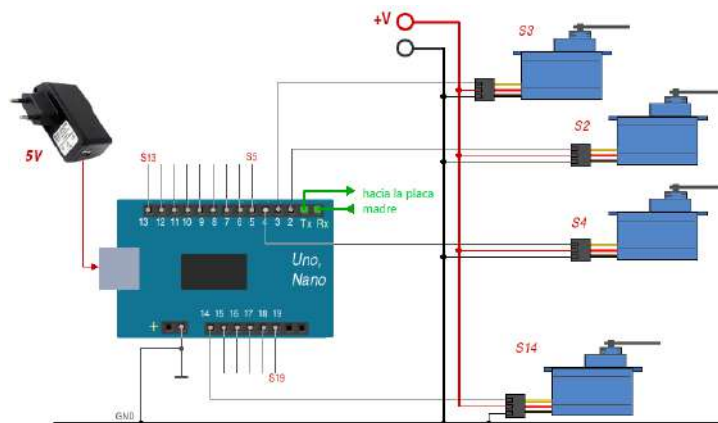 +V
S3
5V
S2
S13
S5
hacia la placa
madre
13 12 11 10 9 8 7 6 5 4 3 2 Tx Rx
S4
Uno,
Nano
14 15 16 17 18 19
+
S14
S19
GND